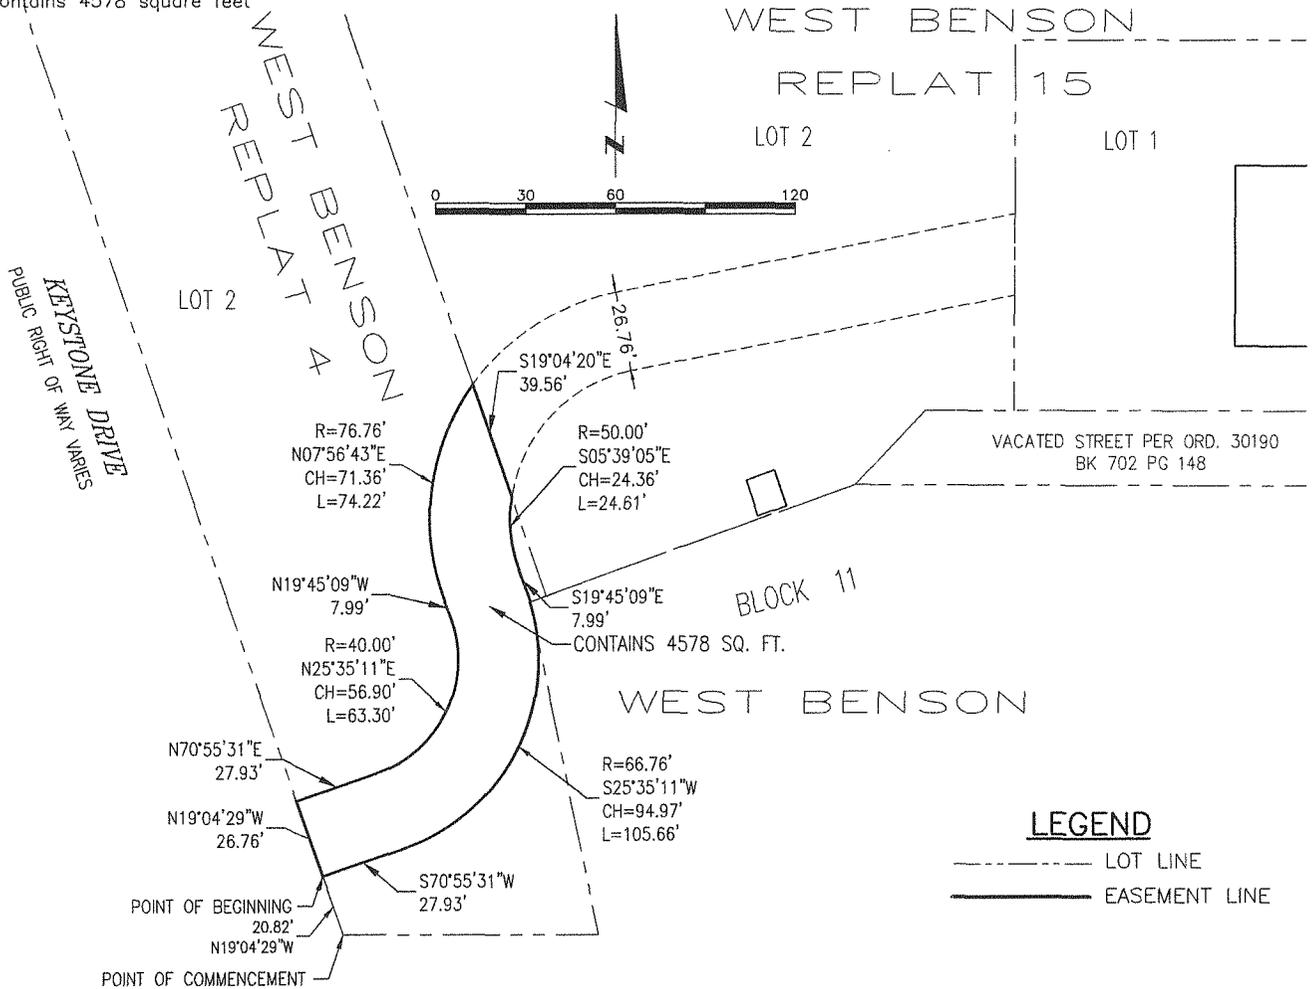 contains 4578 square feet
WEST BENSON
REPLAT 4
WEST BENSON
REPLAT 15
LOT 2
LOT 1
N
0 30 60 120
KEYSTONE DRIVE
PUBLIC RIGHT OF WAY VARIES
LOT 2
26.76'
S19°04'20"E
39.56'
R=76.76'
N07°56'43"E
CH=71.36'
L=74.22'
R=50.00'
S05°39'05"E
CH=24.36'
L=24.61'
VACATED STREET PER ORD. 30190
BK 702 PG 148
N19°45'09"W
7.99'
S19°45'09"E
7.99'
BLOCK 11
CONTAINS 4578 SQ. FT.
R=40.00'
N25°35'11"E
CH=56.90'
L=63.30'
WEST BENSON
N70°55'31"E
27.93'
R=66.76'
S25°35'11"W
CH=94.97'
L=105.66'
N19°04'29"W
26.76'
S70°55'31"W
27.93'
POINT OF BEGINNING
20.82'
N19°04'29"W
POINT OF COMMENCEMENT
LEGEND
LOT LINE
EASEMENT LINE